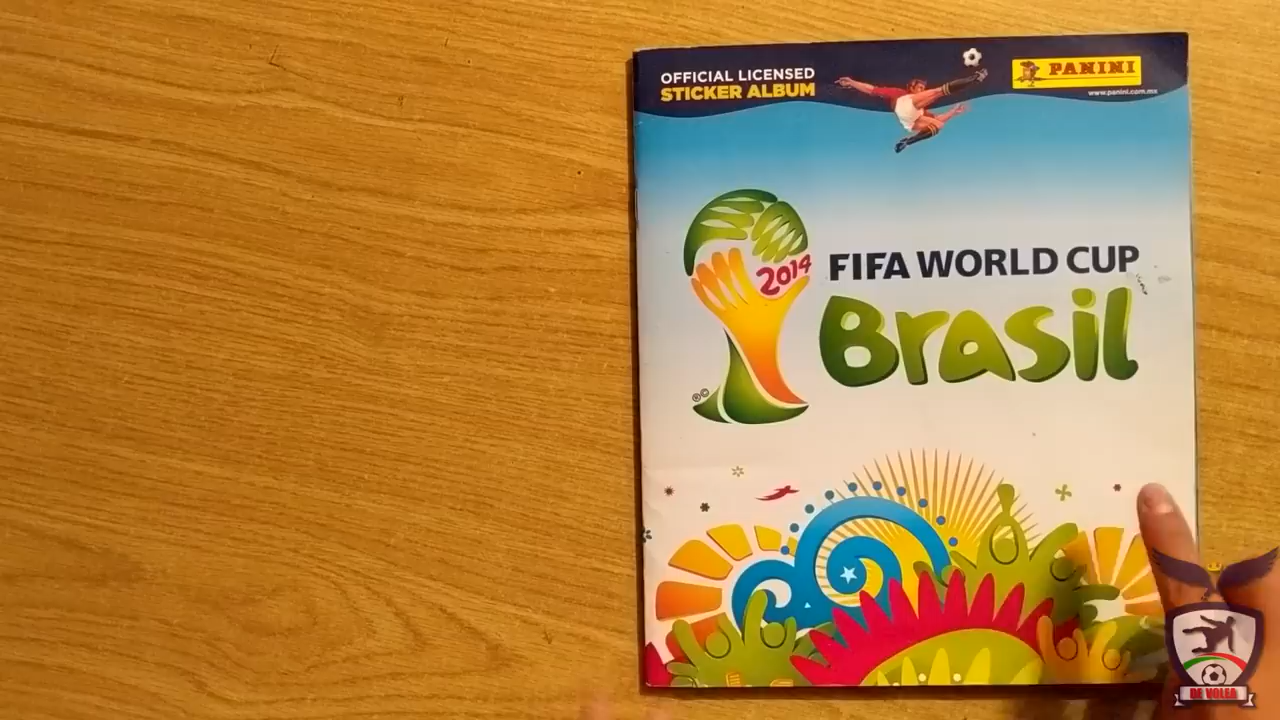 OFFICIAL LICENSED
STICKER ALBUM
PANINI
www.panini.com.mx
2014
FIFA WORLD CUP
Brasil
©
DE VOLEA